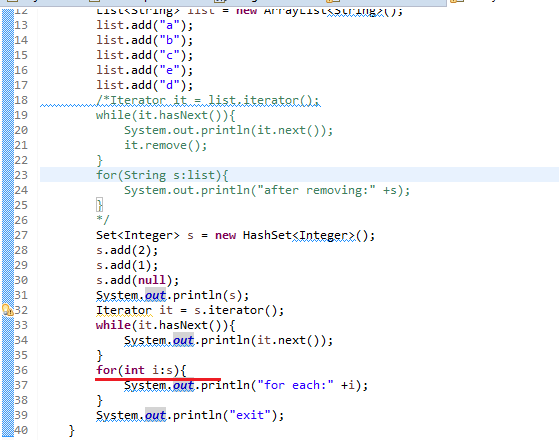 12 List<String> list = new ArrayList<String>();
13 list.add("a");
14 list.add("b");
15 list.add("c");
16 list.add("e");
17 list.add("d");
18 /*Iterator it = list.iterator();
19 while(it.hasNext()){
20 System.out.println(it.next());
21 it.remove();
22 }
23 for(String s:list){
24 System.out.println("after removing:" +s);
25 }
26 */
27 Set<Integer> s = new HashSet<Integer>();
28 s.add(2);
29 s.add(1);
30 s.add(null);
31 System.out.println(s);
32 Iterator it = s.iterator();
33 while(it.hasNext()){
34 System.out.println(it.next());
35 }
36 for(int i:s){
37 System.out.println("for each:" +i);
38 }
39 System.out.println("exit");
40 }